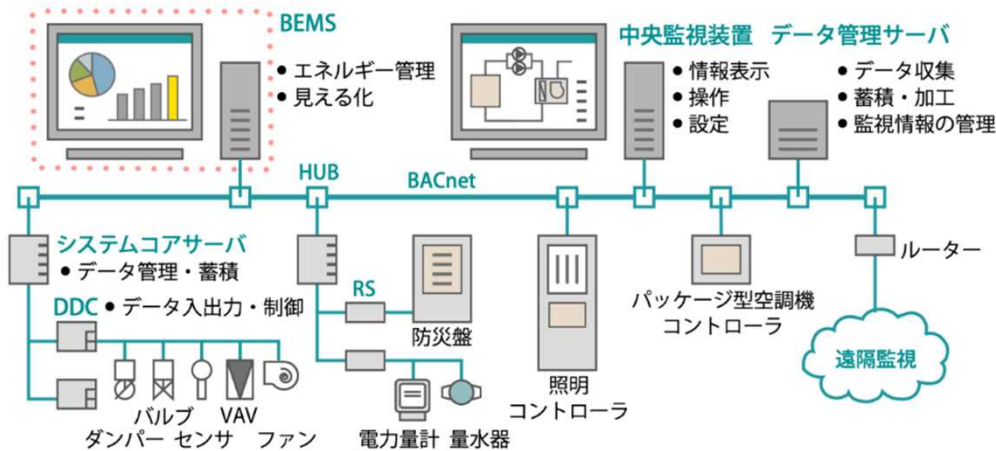 BEMS
● エネルギー管理
● 見える化
中央監視装置
● 情報表示
● 操作
● 設定
データ管理サーバ
● データ収集
● 蓄積・加工
● 監視情報の管理
HUB
BACnet
システムコアサーバ
● データ管理・蓄積
DDC ● データ入出力・制御
RS
防災盤
照明
コントローラ
パッケージ型空調機
コントローラ
ルーター
遠隔監視
バルブ VAV
ダンパー センサ ファン
電力量計 量水器